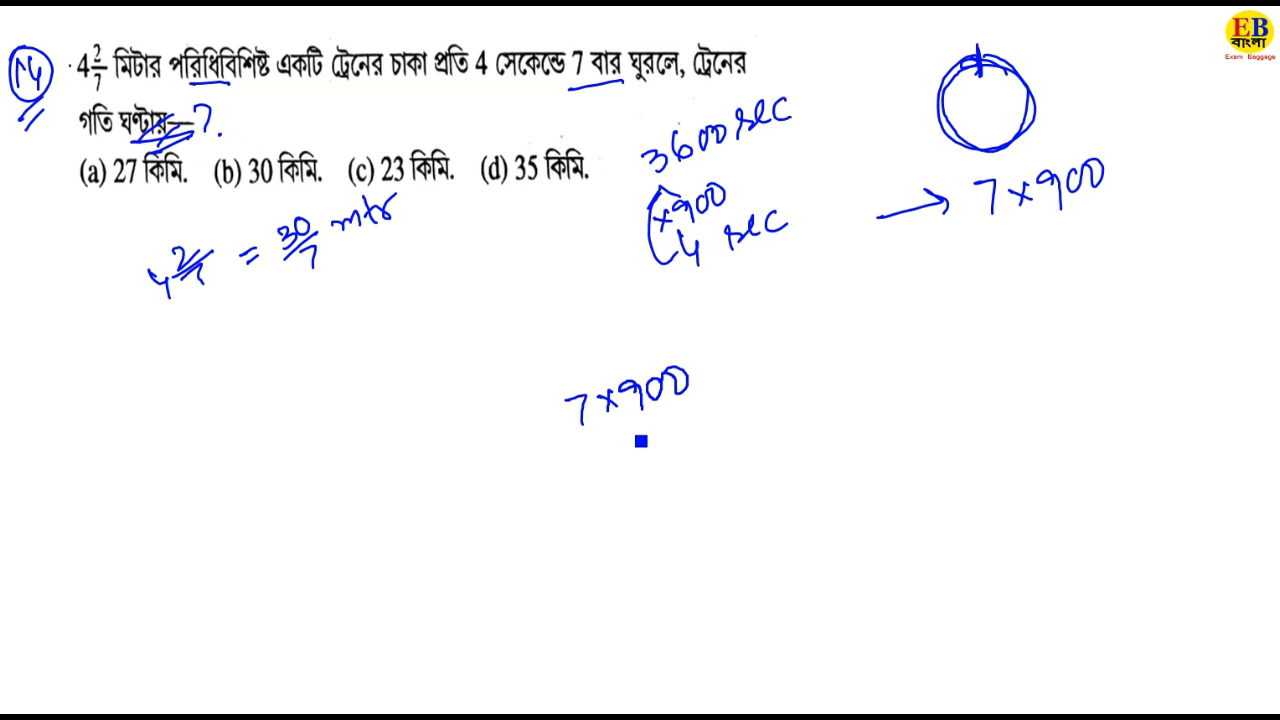 EB
বাংলা
Exam Baggage
14
4 2/7 মিটার পরিধিবিশিষ্ট একটি ট্রেনের চাকা প্রতি 4 সেকেন্ডে 7 বার ঘুরলে, ট্রেনের
গতি ঘণ্টায়— ?.
(a) 27 কিমি. (b) 30 কিমি. (c) 23 কিমি. (d) 35 কিমি.
3600 sec
×900
4 sec
→ 7×900
4 2/7 = 30/7 mtr
7×900